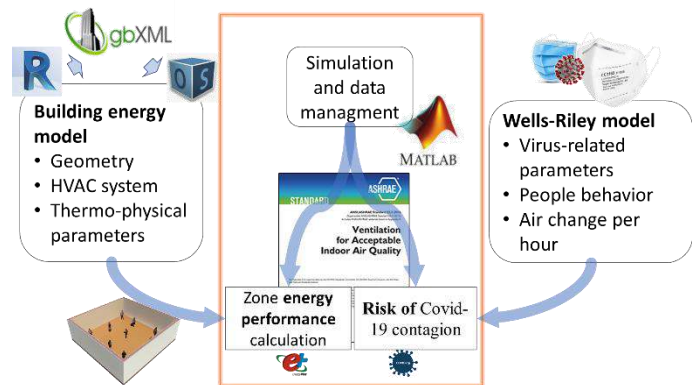 gbXML
R
OS
Building energy
model
• Geometry
• HVAC system
• Thermo-physical
parameters
Simulation
and data
managment
MATLAB
STANDARD
ASHRAE
Ventilation
for Acceptable
Indoor Air Quality
Zone energy
performance
calculation
Risk of Covid-
19 contagion
Wells-Riley model
• Virus-related
parameters
• People behavior
• Air change per
hour